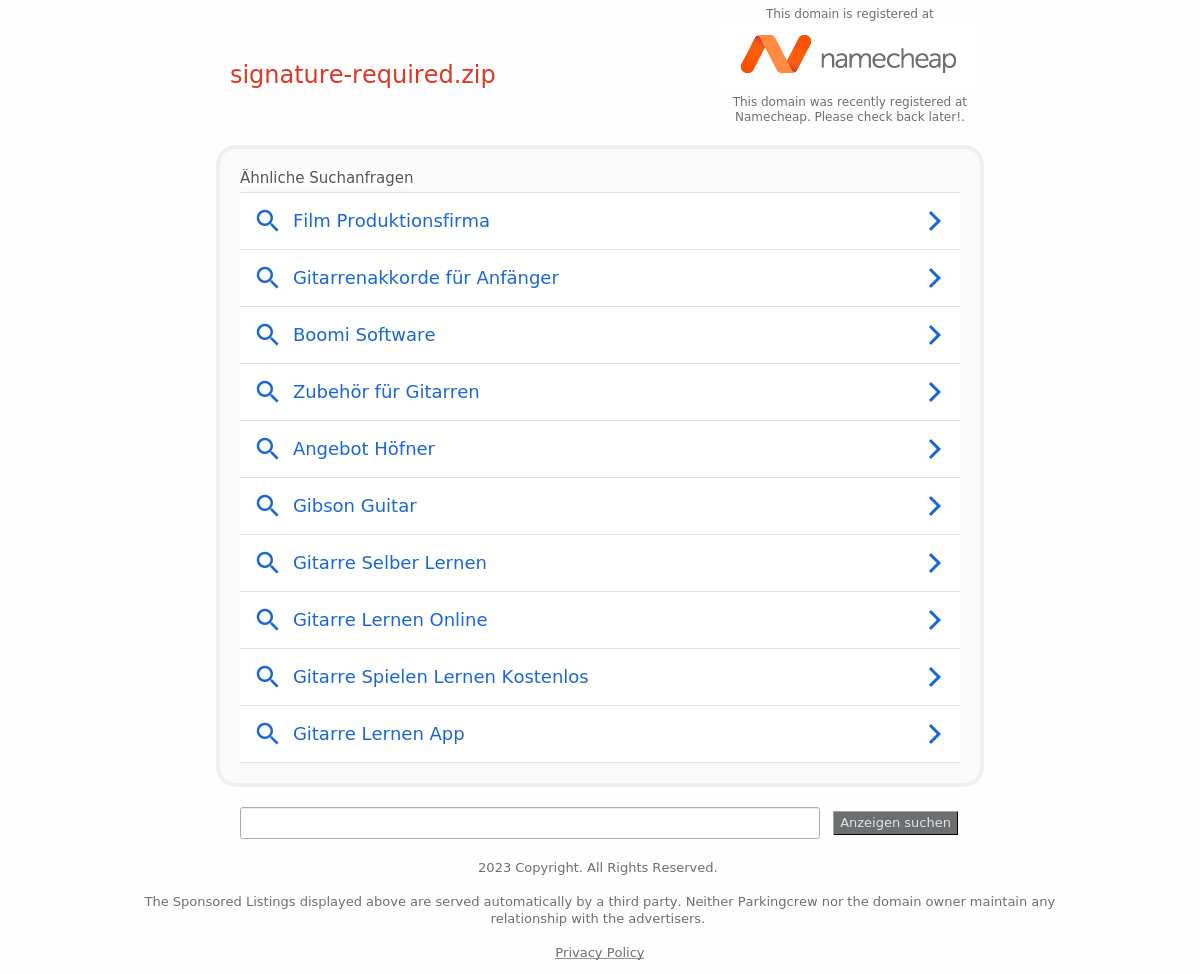 This domain is registered at
namecheap
signature-required.zip
This domain was recently registered at
Namecheap. Please check back later!.
Ähnliche Suchanfragen
Film Produktionsfirma
Gitarrenakkorde für Anfänger
Boomi Software
Zubehör für Gitarren
Angebot Höfner
Gibson Guitar
Gitarre Selber Lernen
Gitarre Lernen Online
Gitarre Spielen Lernen Kostenlos
Gitarre Lernen App
Anzeigen suchen
2023 Copyright. All Rights Reserved.
The Sponsored Listings displayed above are served automatically by a third party. Neither Parkingcrew nor the domain owner maintain any
relationship with the advertisers.
Privacy Policy